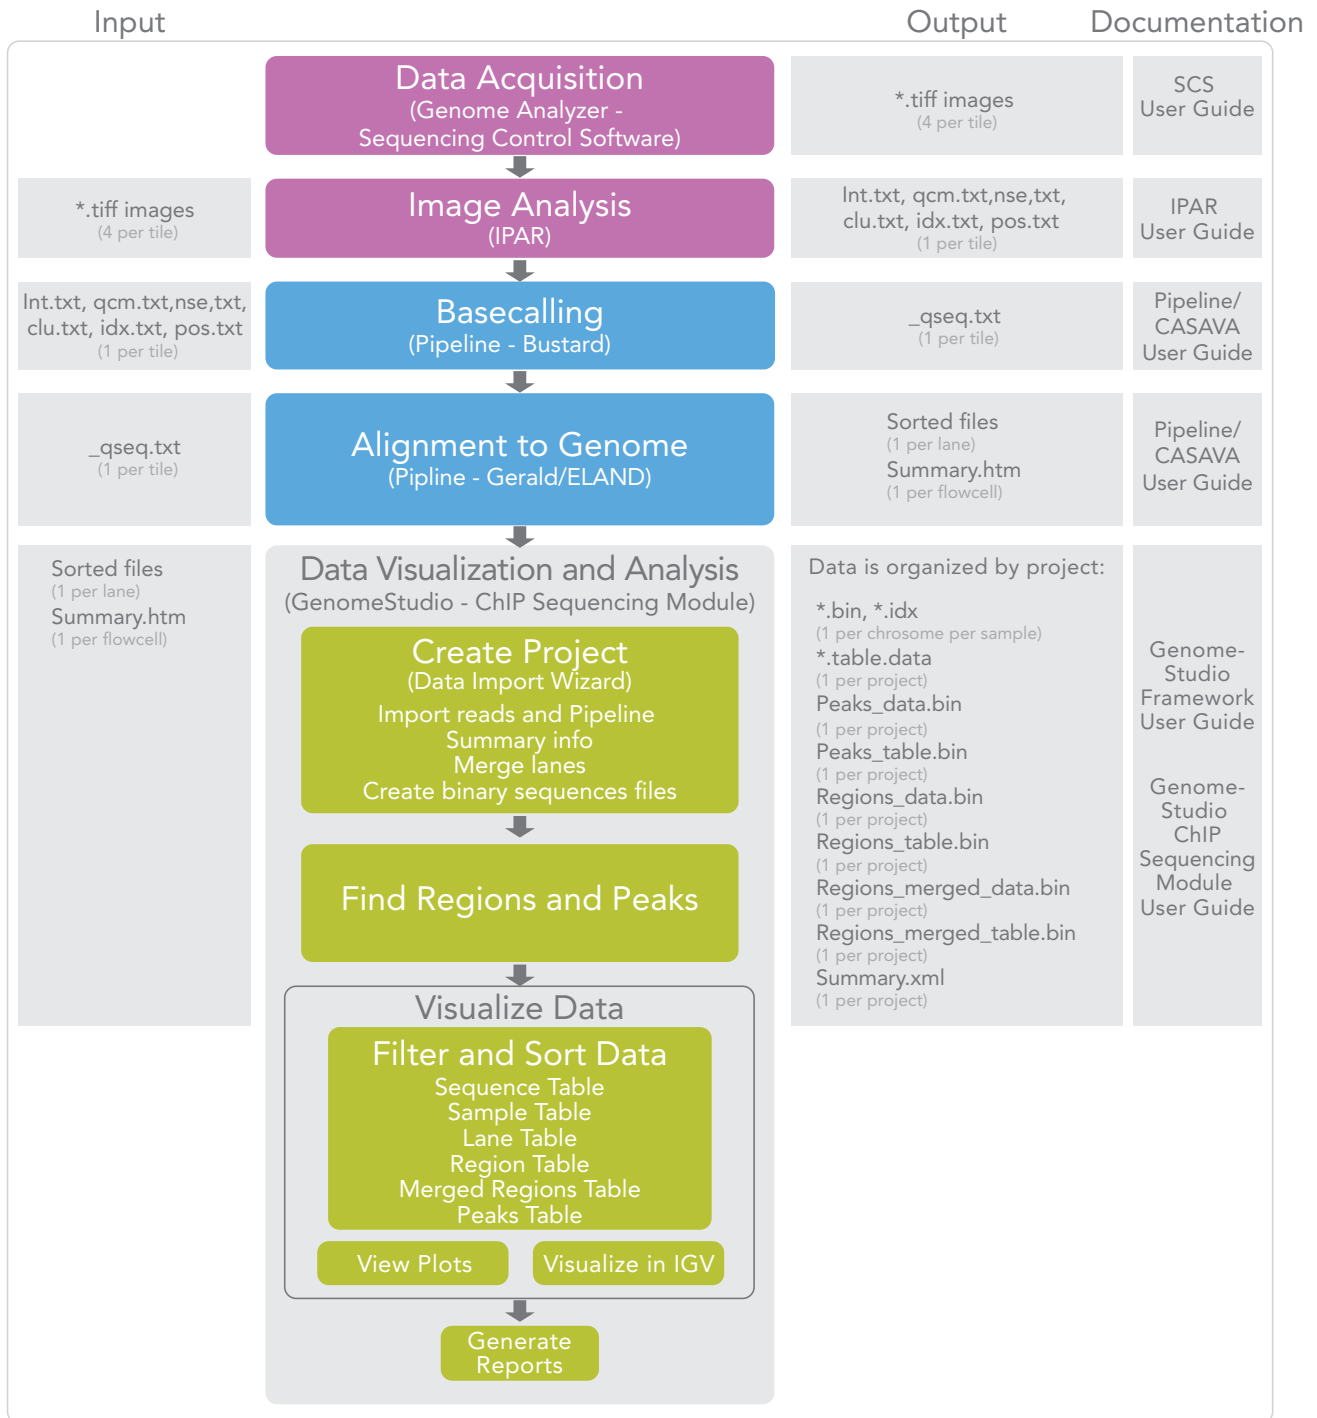 Input
Output
Documentation
Data Acquisition
(Genome Analyzer -
Sequencing Control Software)
*.tiff images
(4 per tile)
SCS
User Guide
*.tiff images
(4 per tile)
Image Analysis
(IPAR)
Int.txt, qcm.txt,nse,txt,
clu.txt, idx.txt, pos.txt
(1 per tile)
IPAR
User Guide
Int.txt, qcm.txt,nse,txt,
clu.txt, idx.txt, pos.txt
(1 per tile)
Basecalling
(Pipeline - Bustard)
_qseq.txt
(1 per tile)
Pipeline/
CASAVA
User Guide
_qseq.txt
(1 per tile)
Alignment to Genome
(Pipline - Gerald/ELAND)
Sorted files
(1 per lane)
Summary.htm
(1 per flowcell)
Pipeline/
CASAVA
User Guide
Sorted files
(1 per lane)
Summary.htm
(1 per flowcell)
Data Visualization and Analysis
(GenomeStudio - ChIP Sequencing Module)
Create Project
(Data Import Wizard)
Import reads and Pipeline
Summary info
Merge lanes
Create binary sequences files
Find Regions and Peaks
Visualize Data
Filter and Sort Data
Sequence Table
Sample Table
Lane Table
Region Table
Merged Regions Table
Peaks Table
View Plots
Visualize in IGV
Generate
Reports
Data is organized by project:
*.bin, *.idx
(1 per chrosome per sample)
*.table.data
(1 per project)
Peaks_data.bin
(1 per project)
Peaks_table.bin
(1 per project)
Regions_data.bin
(1 per project)
Regions_table.bin
(1 per project)
Regions_merged_data.bin
(1 per project)
Regions_merged_table.bin
(1 per project)
Summary.xml
(1 per project)
Genome-
Studio
Framework
User Guide
Genome-
Studio
ChIP
Sequencing
Module
User Guide